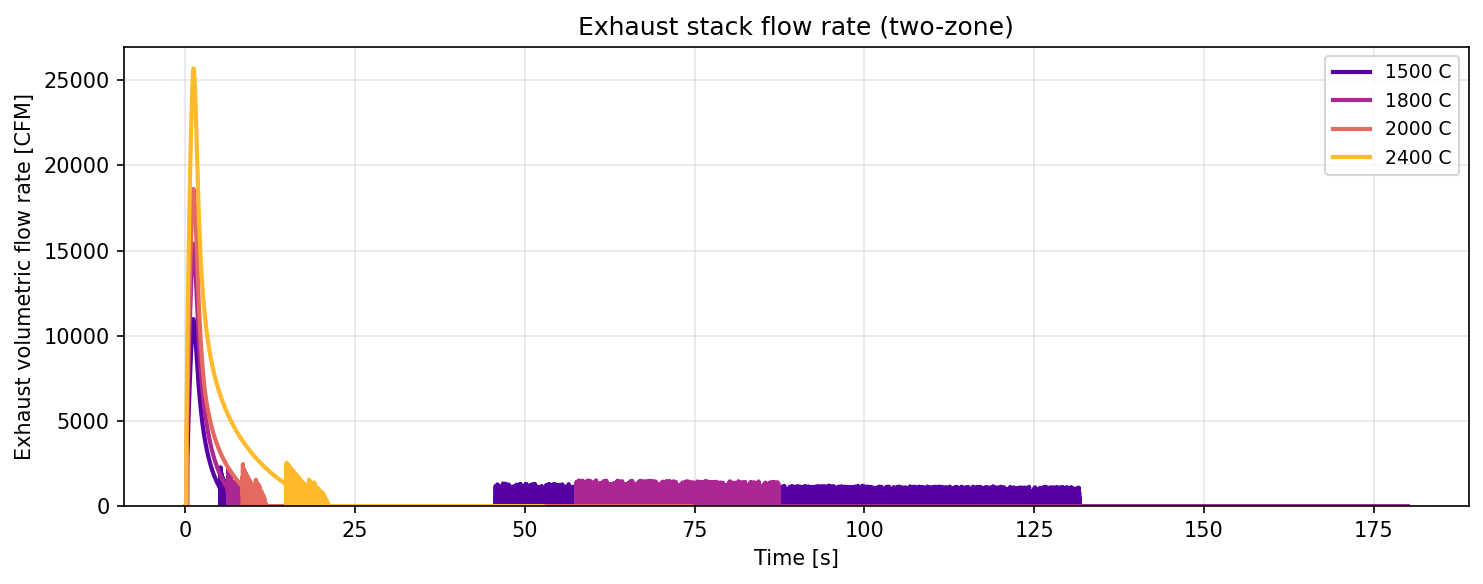 Exhaust stack flow rate (two-zone)
Exhaust volumetric flow rate [CFM]
25000
20000
15000
10000
5000
0
1500 C
1800 C
2000 C
2400 C
0 25 50 75 100 125 150 175
Time [s]